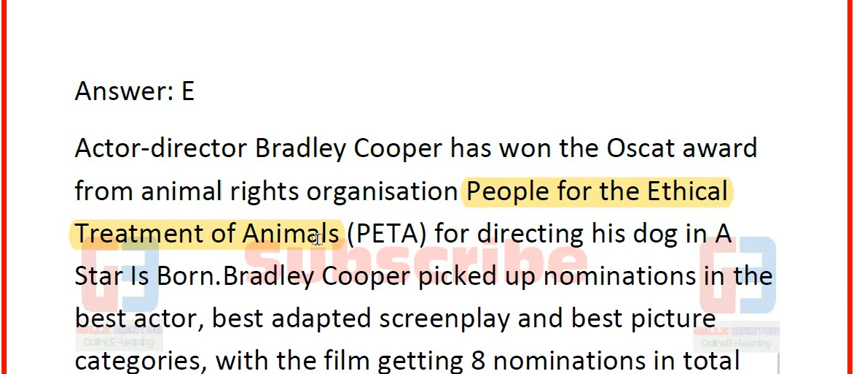 Answer: E
Actor-director Bradley Cooper has won the Oscat award
from animal rights organisation People for the Ethical
Treatment of Animals (PETA) for directing his dog in A
Subscribe
Star Is Born.Bradley Cooper picked up nominations in the
best actor, best adapted screenplay and best picture
categories, with the film getting 8 nominations in total